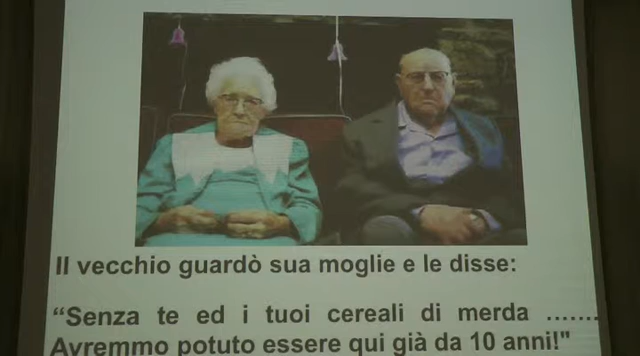 Il vecchio guardò sua moglie e le disse:
“Senza te ed i tuoi cereali di merda .......
Avremmo potuto essere qui già da 10 anni!"